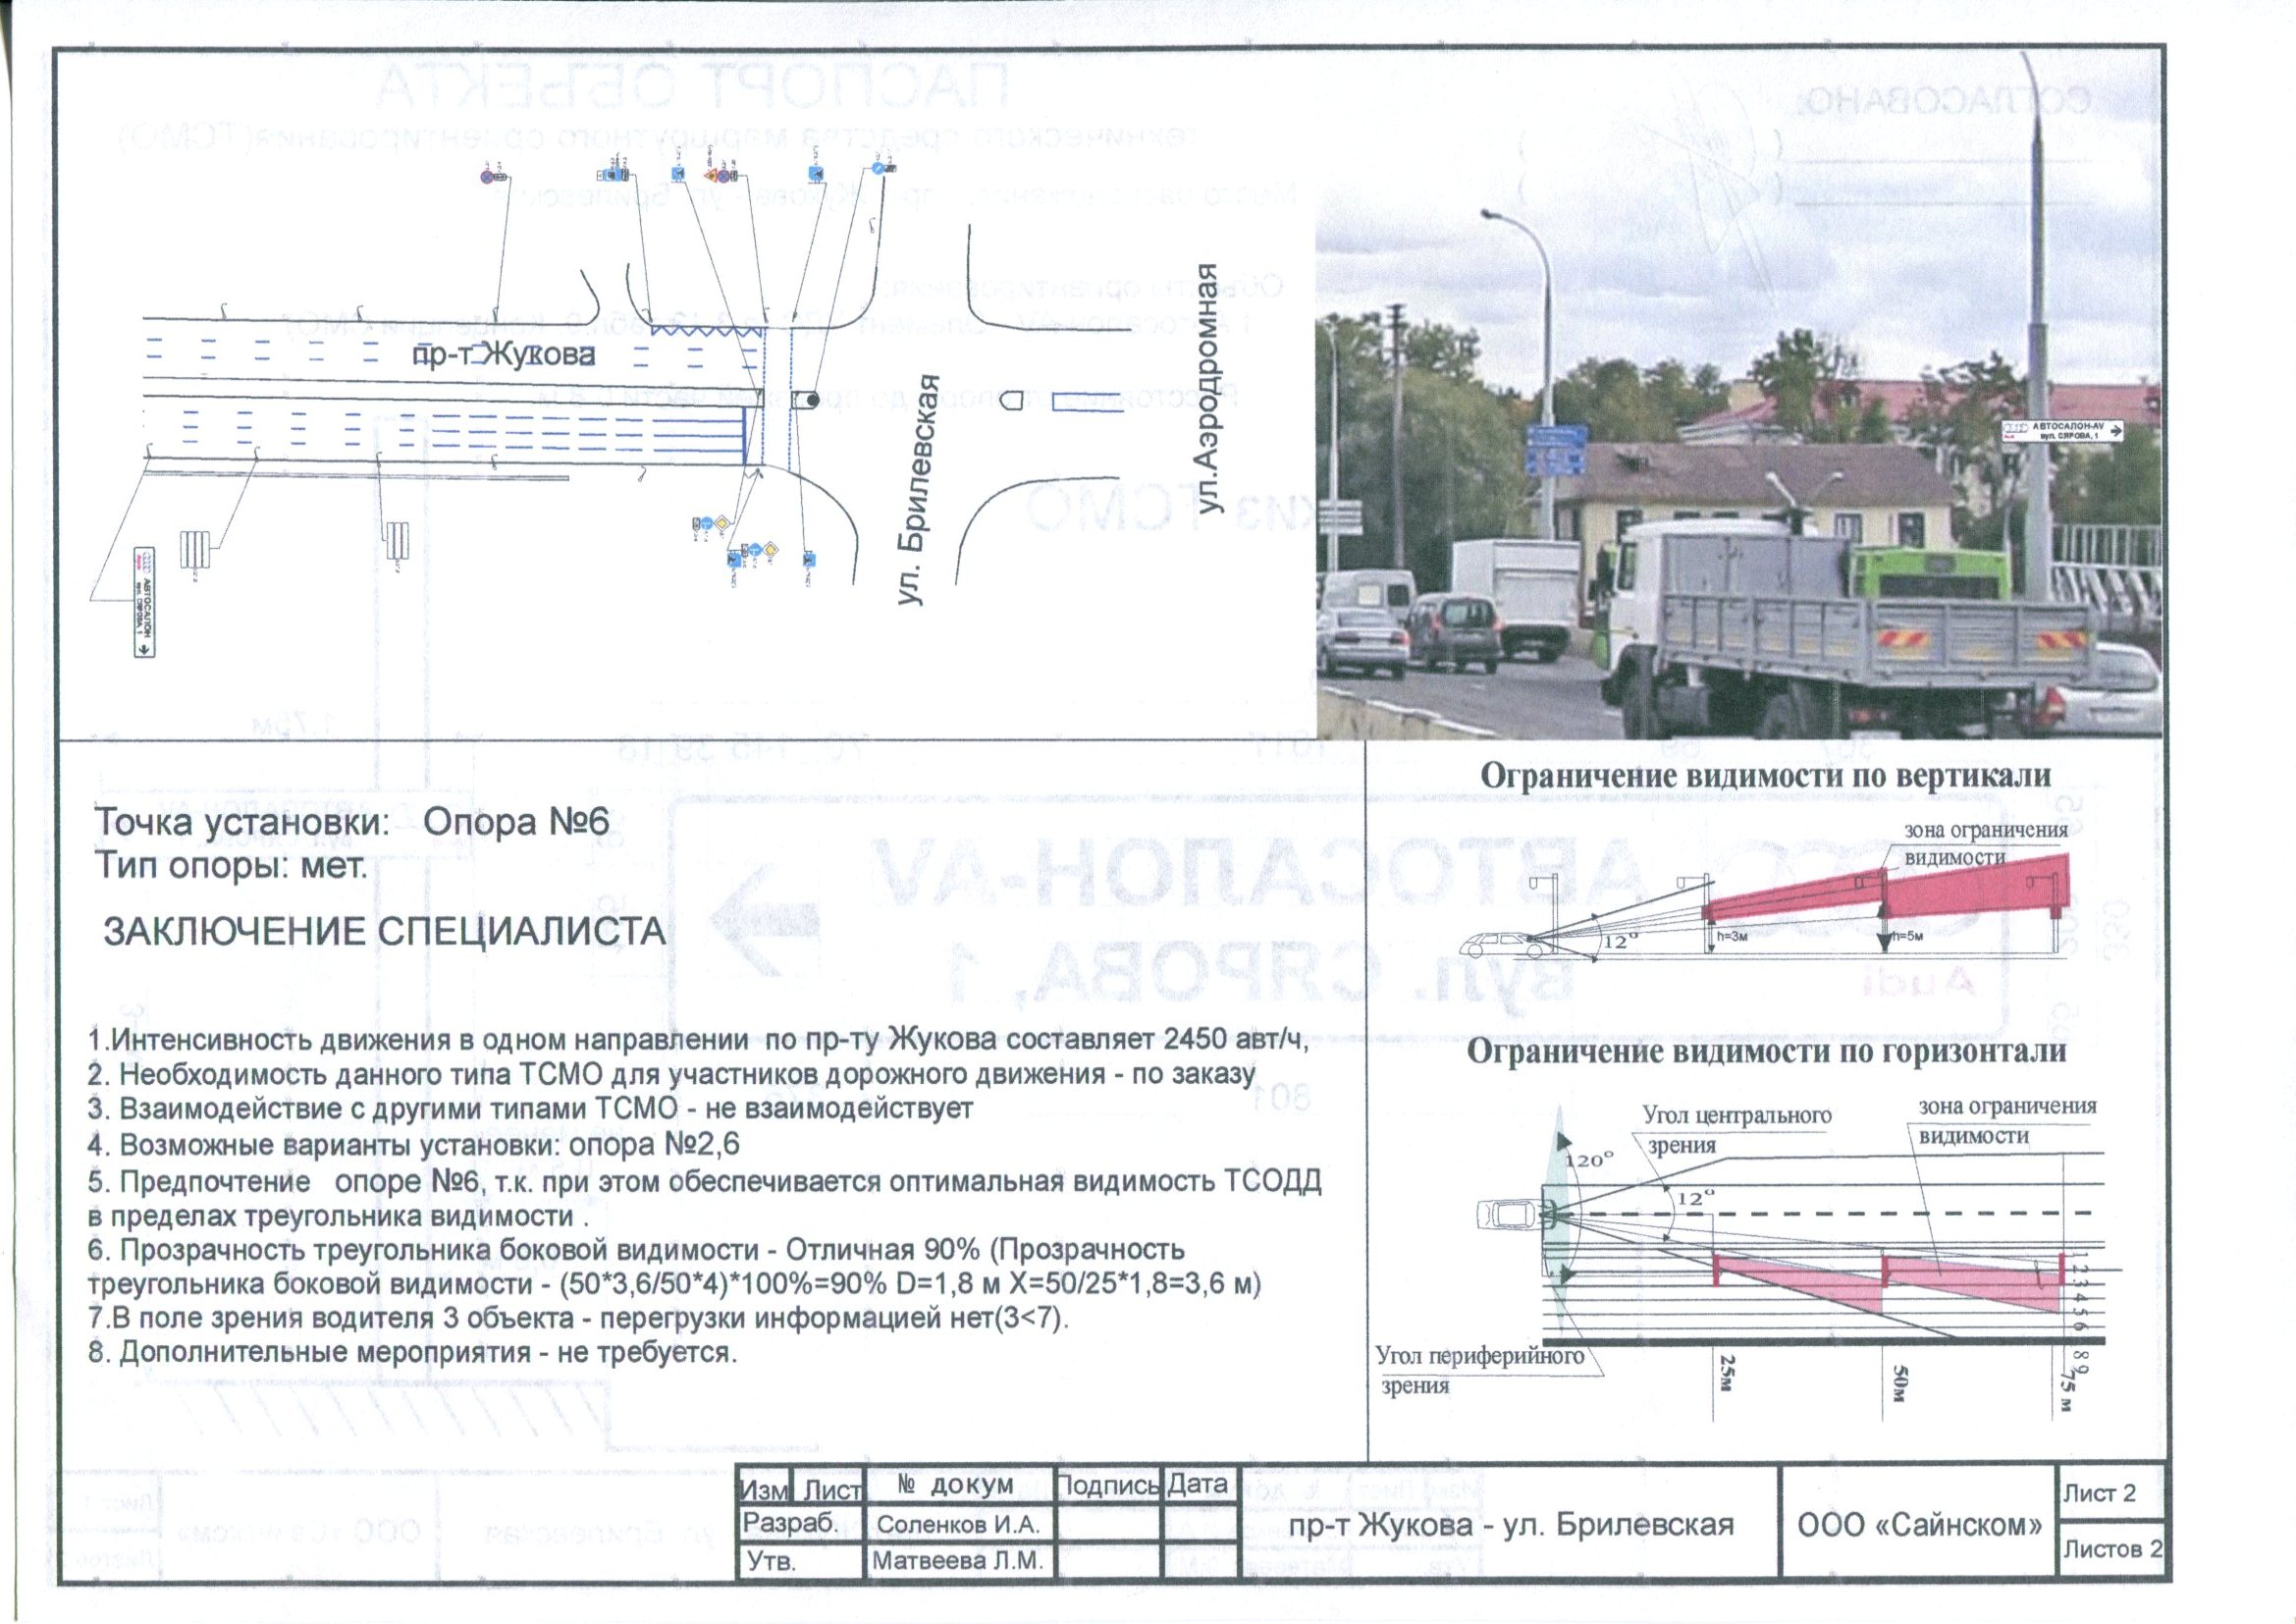 пр-т Жукова
ул. Брилевская
ул.Аэродромная
АВТОСАЛОН
вул. СЯРОВА, 1
АВТОСАЛОН-AV
вул. СЯРОВА, 1
Точка установки: Опора №6
Тип опоры: мет.
ЗАКЛЮЧЕНИЕ СПЕЦИАЛИСТА
1.Интенсивность движения в одном направлении по пр-ту Жукова составляет 2450 авт/ч,
2. Необходимость данного типа ТСМО для участников дорожного движения - по заказу
3. Взаимодействие с другими типами ТСМО - не взаимодействует
4. Возможные варианты установки: опора №2,6
5. Предпочтение опоре №6, т.к. при этом обеспечивается оптимальная видимость ТСОДД
в пределах треугольника видимости .
6. Прозрачность треугольника боковой видимости - Отличная 90% (Прозрачность
треугольника боковой видимости - (50*3,6/50*4)*100%=90% D=1,8 м X=50/25*1,8=3,6 м)
7.В поле зрения водителя 3 объекта - перегрузки информацией нет(3<7).
8. Дополнительные мероприятия - не требуется.
Ограничение видимости по вертикали
зона ограничения
видимости
12°
h=3м
h=5м
Ограничение видимости по горизонтали
Угол центрального
зрения
зона ограничения
видимости
120°
12°
1 2 3 4 5 6
8 9
Угол периферийного
зрения
25м
50м
75 м
Изм Лист № докум Подпись Дата
Разраб. Соленков И.А.
Утв. Матвеева Л.М.
пр-т Жукова - ул. Брилевская
ООО «Сайнском»
Лист 2
Листов 2